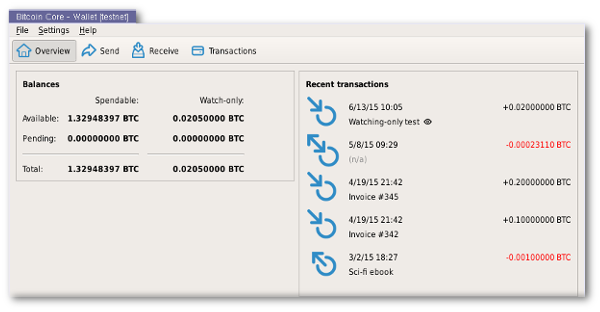 Bitcoin Core - Wallet [testnet]
File Settings Help
Overview Send Receive Transactions
Balances
Spendable: Watch-only:
Available: 1.32948397 BTC 0.02050000 BTC
Pending: 0.00000000 BTC 0.00000000 BTC
Total: 1.32948397 BTC 0.02050000 BTC
Recent transactions
6/13/15 10:05 +0.02000000 BTC
Watching-only test
5/8/15 09:29 -0.00023110 BTC
(n/a)
4/19/15 21:42 +0.20000000 BTC
Invoice #345
4/19/15 21:42 +0.10000000 BTC
Invoice #342
3/2/15 18:27 -0.00100000 BTC
Sci-fi ebook